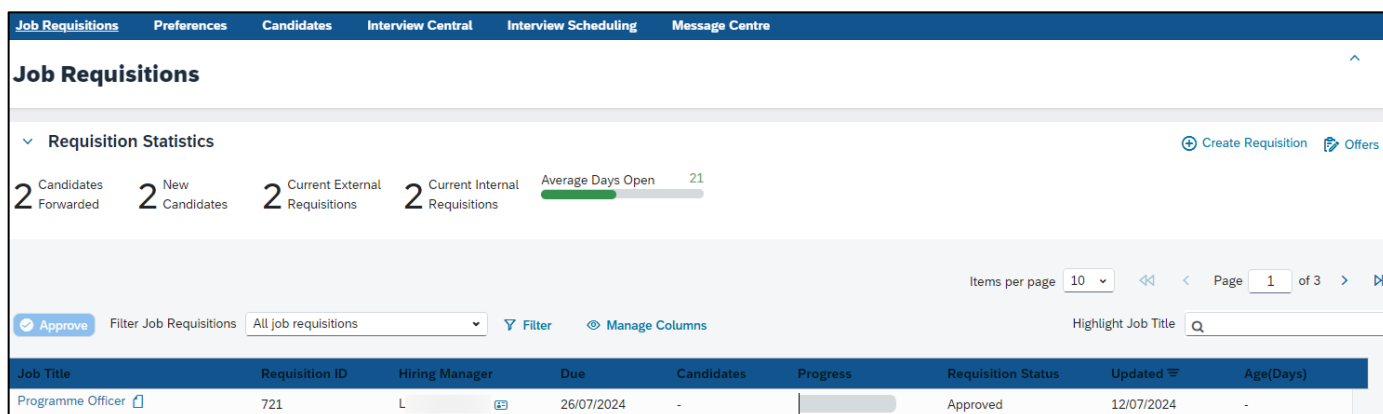 Job Requisitions Preferences Candidates Interview Central Interview Scheduling Message Centre
Job Requisitions
Requisition Statistics Create Requisition Offers
2 Candidates Forwarded 2 New Candidates 2 Current External Requisitions 2 Current Internal Requisitions Average Days Open 21
Items per page 10 Page 1 of 3
Approve Filter Job Requisitions All job requisitions Filter Manage Columns Highlight Job Title
Job Title Requisition ID Hiring Manager Due Candidates Progress Requisition Status Updated Age(Days)
Programme Officer 721 L 26/07/2024 - Approved 12/07/2024 -